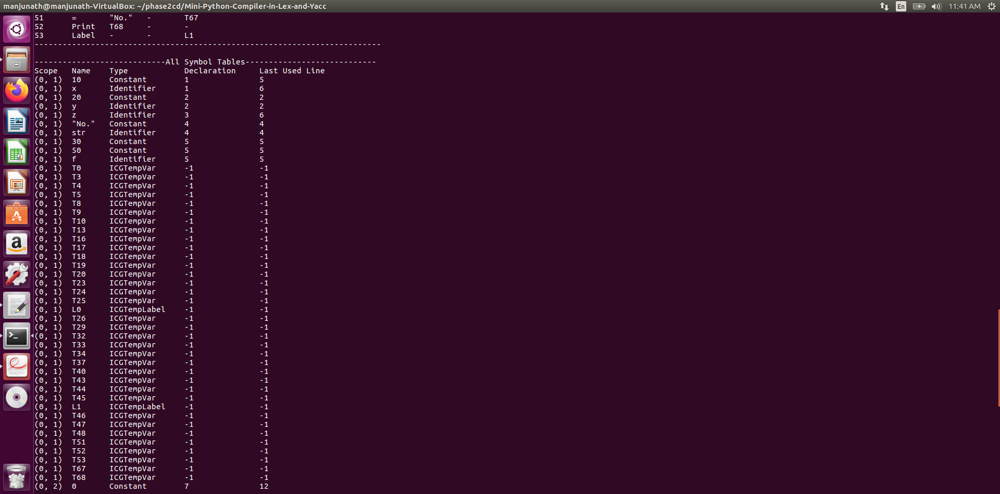 manjunath@manjunath-VirtualBox: ~/phase2cd/Mini-Python-Compiler-in-Lex-and-Yacc En 11:41 AM
51 = "No." - T67
52 Print T68 - -
53 Label - - L1
--------------------------------------------------------------------------
----------------------------All Symbol Tables----------------------------
Scope Name Type Declaration Last Used Line
(0, 1) 10 Constant 1 5
(0, 1) x Identifier 1 6
(0, 1) 20 Constant 2 2
(0, 1) y Identifier 2 2
(0, 1) z Identifier 3 6
(0, 1) "No." Constant 4 4
(0, 1) str Identifier 4 4
(0, 1) 30 Constant 5 5
(0, 1) 50 Constant 5 5
(0, 1) f Identifier 5 5
(0, 1) T0 ICGTempVar -1 -1
(0, 1) T3 ICGTempVar -1 -1
(0, 1) T4 ICGTempVar -1 -1
(0, 1) T5 ICGTempVar -1 -1
(0, 1) T8 ICGTempVar -1 -1
(0, 1) T9 ICGTempVar -1 -1
(0, 1) T10 ICGTempVar -1 -1
(0, 1) T13 ICGTempVar -1 -1
(0, 1) T16 ICGTempVar -1 -1
(0, 1) T17 ICGTempVar -1 -1
(0, 1) T18 ICGTempVar -1 -1
(0, 1) T19 ICGTempVar -1 -1
(0, 1) T20 ICGTempVar -1 -1
(0, 1) T23 ICGTempVar -1 -1
(0, 1) T24 ICGTempVar -1 -1
(0, 1) T25 ICGTempVar -1 -1
(0, 1) L0 ICGTempLabel -1 -1
(0, 1) T26 ICGTempVar -1 -1
(0, 1) T29 ICGTempVar -1 -1
(0, 1) T32 ICGTempVar -1 -1
(0, 1) T33 ICGTempVar -1 -1
(0, 1) T34 ICGTempVar -1 -1
(0, 1) T37 ICGTempVar -1 -1
(0, 1) T40 ICGTempVar -1 -1
(0, 1) T43 ICGTempVar -1 -1
(0, 1) T44 ICGTempVar -1 -1
(0, 1) T45 ICGTempVar -1 -1
(0, 1) L1 ICGTempLabel -1 -1
(0, 1) T46 ICGTempVar -1 -1
(0, 1) T47 ICGTempVar -1 -1
(0, 1) T48 ICGTempVar -1 -1
(0, 1) T51 ICGTempVar -1 -1
(0, 1) T52 ICGTempVar -1 -1
(0, 1) T53 ICGTempVar -1 -1
(0, 1) T67 ICGTempVar -1 -1
(0, 1) T68 ICGTempVar -1 -1
(0, 2) 0 Constant 7 12